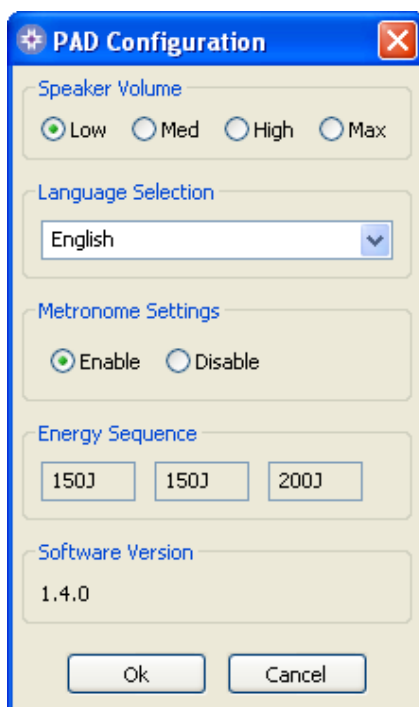 PAD Configuration
Speaker Volume
Low Med High Max
Language Selection
English
Metronome Settings
Enable Disable
Energy Sequence
150J 150J 200J
Software Version
1.4.0
Ok Cancel